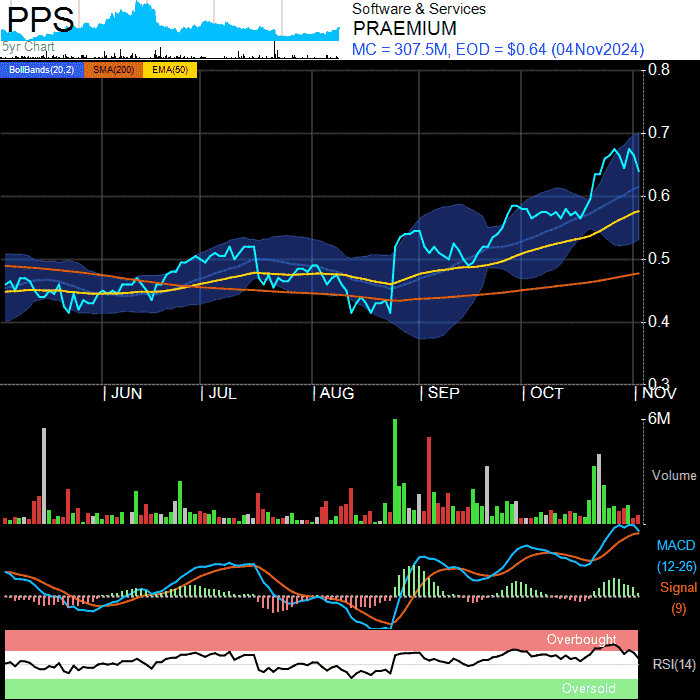 PPS
5yr Chart
Software & Services
PRAEMIUM
MC = 307.5M, EOD = $0.64 (04Nov2024)
BollBands(20,2) SMA(200) EMA(50)
0.8
0.7
0.6
0.5
0.4
0.3
JUN JUL AUG SEP OCT NOV
6M
Volume
MACD
(12-26)
Signal
(9)
Overbought
RSI(14)
Oversold